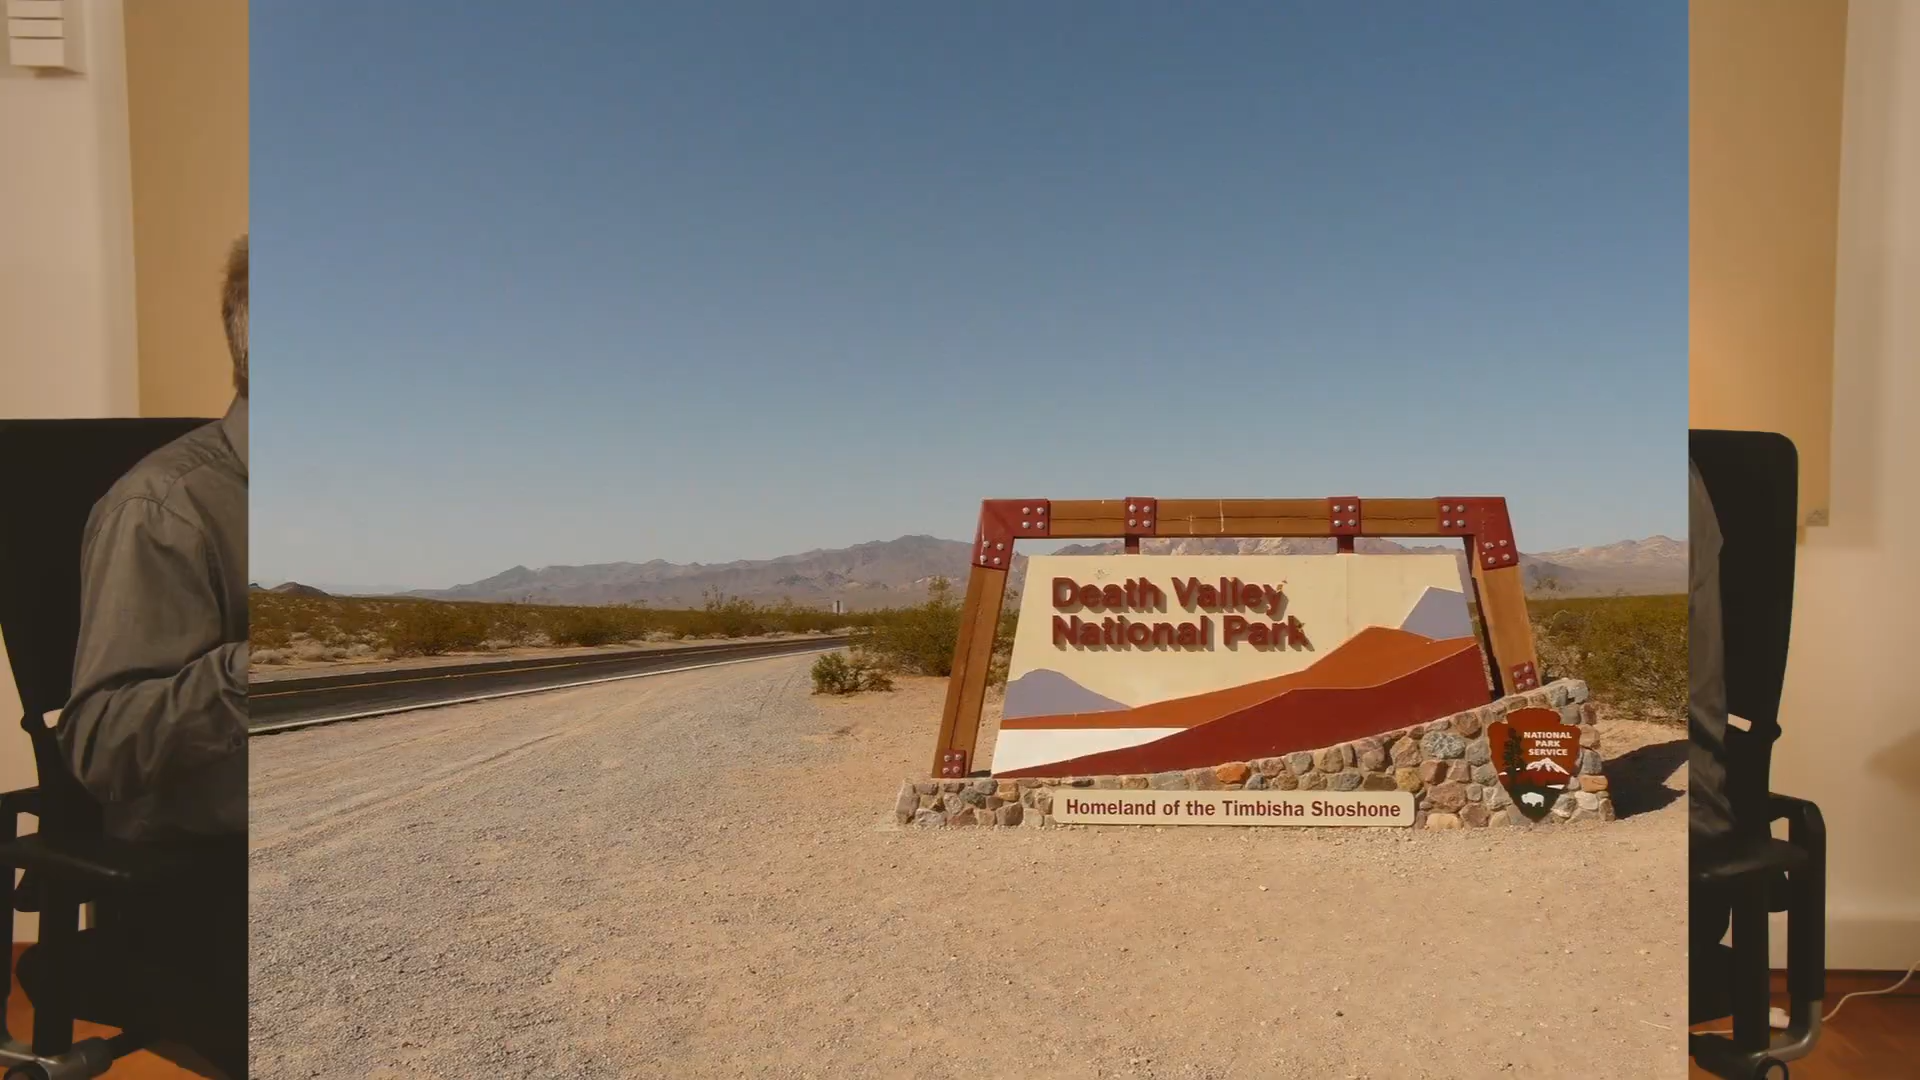 Death Valley
National Park
NATIONAL
PARK
SERVICE
Homeland of the Timbisha Shoshone